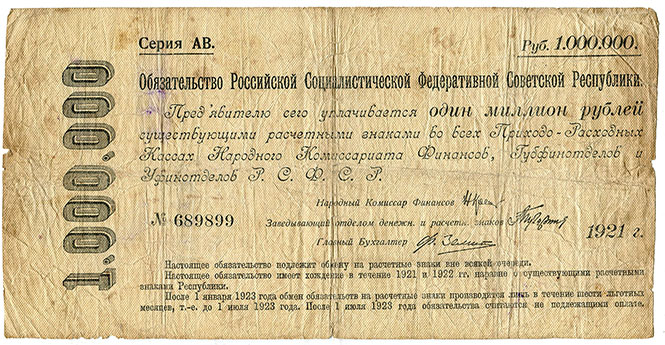 Серия АВ.
Руб. 1.000.000.
1.000.000
Обязательство Российской Социалистической Федеративной Советской Республики.
Пред'явителю сего уплачивается один миллион рублей
существующими расчетными знаками во всех Приходо-Расходных
Кассах Народного Комиссариата Финансов, Губфинотделов и
Уфинотделов Р. С. Ф. С. Р.
Народный Комиссар Финансов
№ 689899
Заведывающий отделом денежн. и расчетн. знаков
1921 г.
Главный Бухгалтер
Настоящее обязательство подлежит обмену на расчетные знаки вне всякой очереди.
Настоящее обязательство имеет хождение в течение 1921 и 1922 гг. наравне с существующими расчетными
знаками Республики.
После 1 января 1923 года обмен обязательств на расчетные знаки производится лишь в течение шести льготных
месяцев, т.-е. до 1 июля 1923 года. После 1 июля 1923 года обязательства считаются не подлежащими оплате.